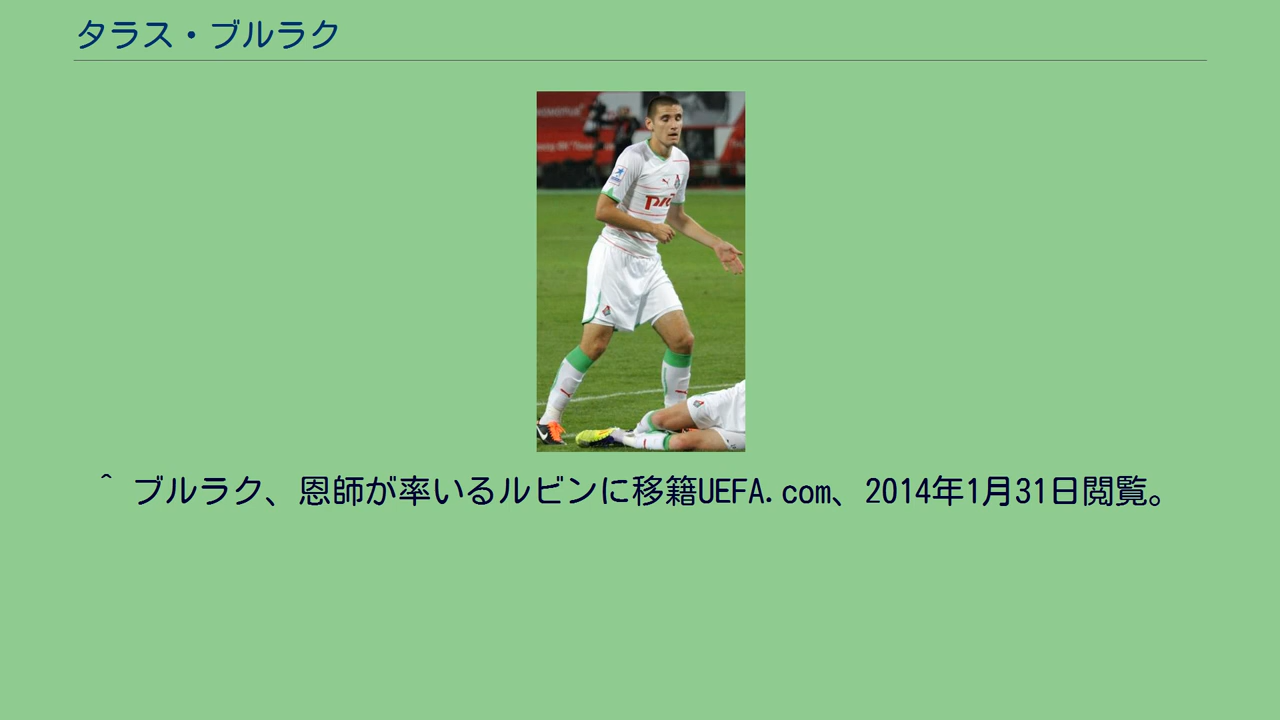 タラス・ブルラク
^ ブルラク、恩師が率いるルビンに移籍UEFA.com、2014年1月31日閲覧。